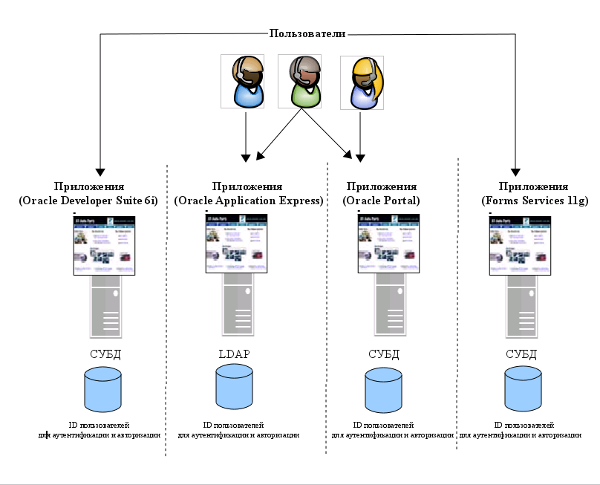 Пользователи
Приложения
(Oracle Developer Suite 6i)
Приложения
(Oracle Application Express)
Приложения
(Oracle Portal)
Приложения
(Forms Services 11g)
СУБД
LDAP
СУБД
СУБД
ID пользователей
для аутентификации и авторизации
ID пользователей
для аутентификации и авторизации
ID пользователей
для аутентификации и авторизации
ID пользователей
для аутентификации и авторизации